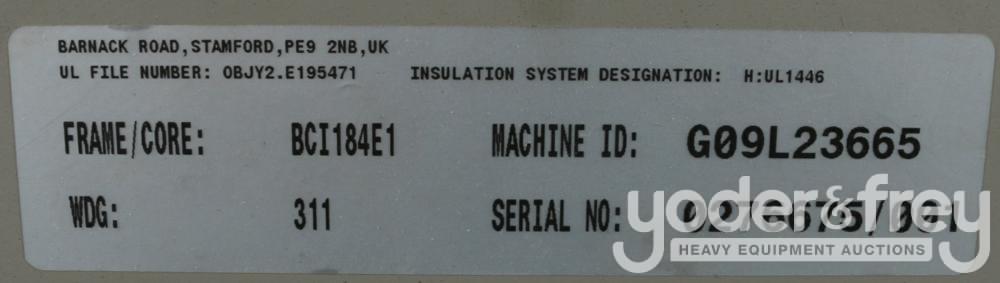 BARNACK ROAD,STAMFORD,PE9 2NB,UK
UL FILE NUMBER: OBJY2.E195471 INSULATION SYSTEM DESIGNATION: H:UL1446
FRAME/CORE: BCI184E1 MACHINE ID: G09L23665
WDG: 311 SERIAL NO:
yoder&frey
HEAVY EQUIPMENT AUCTIONS